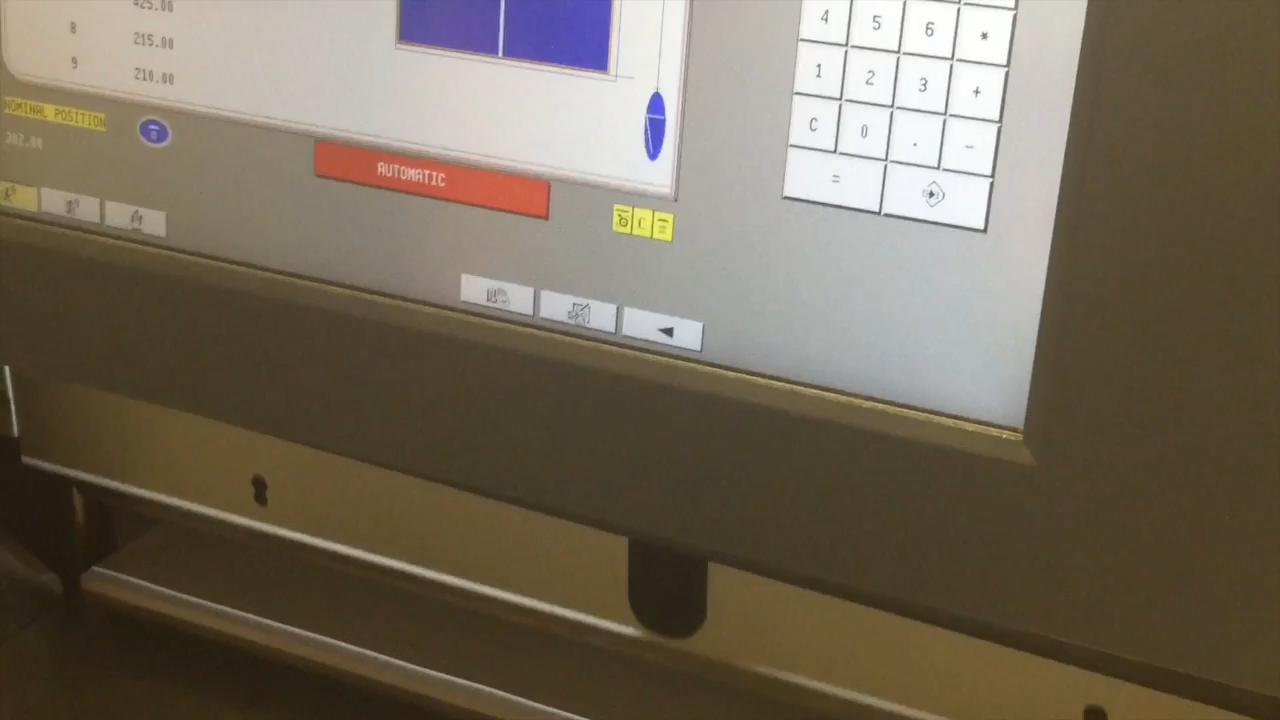 425.00
8 215.00
9 210.00
NOMINAL POSITION
AUTOMATIC
C
4 5 6 *
1 2 3 +
C 0 . -
=